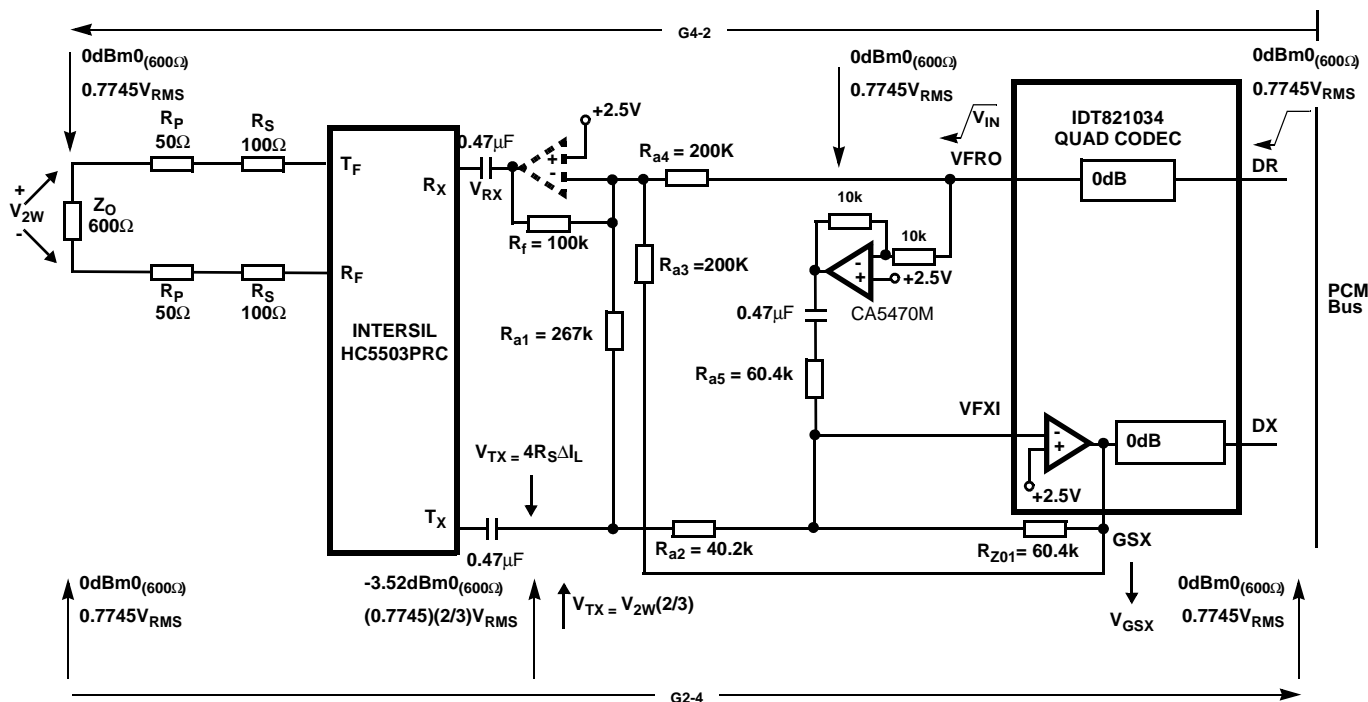 G4-2
0dBm0(600Ω)
0.7745VRMS
0dBm0(600Ω)
0.7745VRMS
0dBm0(600Ω)
0.7745VRMS
RP
50Ω
RS
100Ω
+
V2W
-
ZO
600Ω
RP
50Ω
RS
100Ω
TF
RX
RF
INTERSIL
HC5503PRC
TX
0.47μF
VRX
+2.5V
+
-
Rf = 100k
Ra4 = 200K
Ra3 =200K
Ra1 = 267k
VIN
VFRO
IDT821034
QUAD CODEC
0dB
DR
10k
10k
-
+
+2.5V
CA5470M
0.47μF
Ra5 = 60.4k
VFXI
-
+
+2.5V
0dB
DX
PCM
Bus
VTX = 4RSΔIL
0.47μF
Ra2 = 40.2k
RZ01= 60.4k
GSX
VGSX
0dBm0(600Ω)
0.7745VRMS
-3.52dBm0(600Ω)
(0.7745)(2/3)VRMS
VTX = V2W(2/3)
0dBm0(600Ω)
0.7745VRMS
G2-4